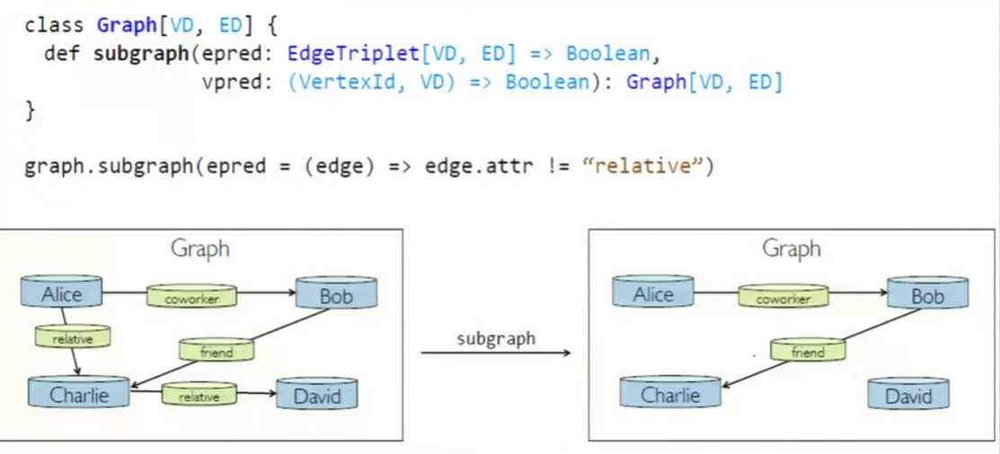 class Graph[VD, ED] {
def subgraph(epred: EdgeTriplet[VD, ED] => Boolean,
vpred: (VertexId, VD) => Boolean): Graph[VD, ED]
}
graph.subgraph(epred = (edge) => edge.attr != “relative”)
Graph
Alice
coworker
Bob
relative
friend
Charlie
relative
David
subgraph
Graph
Alice
coworker
Bob
friend
Charlie
David